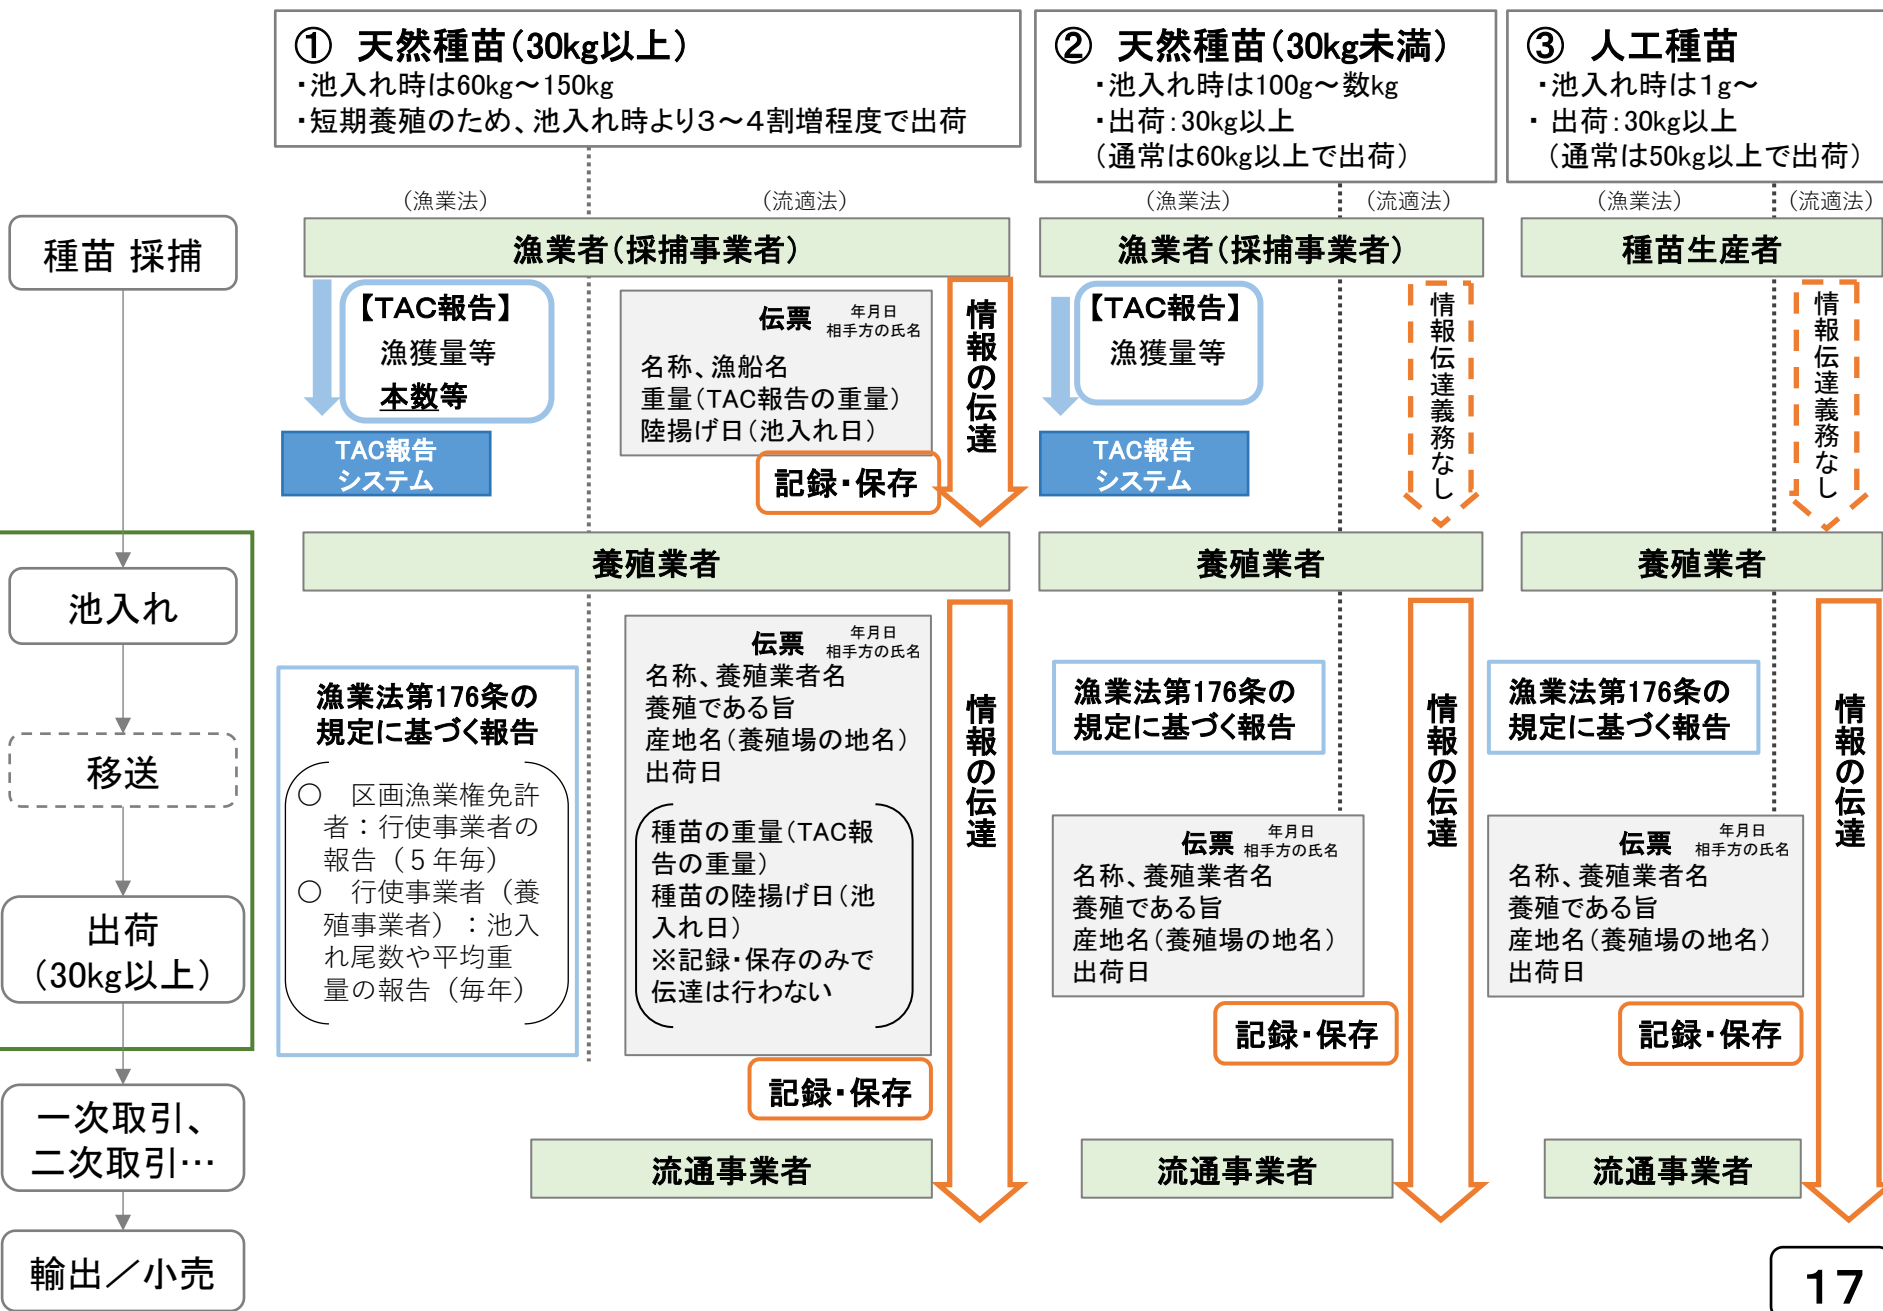 ① 天然種苗（30kg以上）
・池入れ時は60kg～150kg
・短期養殖のため、池入れ時より３～４割増程度で出荷
② 天然種苗（30kg未満）
・池入れ時は100g～数kg
・出荷：30kg以上
（通常は60kg以上で出荷）
③ 人工種苗
・池入れ時は１g～
・ 出荷：30kg以上
（通常は50kg以上で出荷）
種苗 採捕
池入れ
移送
出荷
（30kg以上）
一次取引、
二次取引…
輸出／小売
（漁業法）
（流適法）
漁業者（採捕事業者）
【TAC報告】
漁獲量等
本数等
TAC報告
システム
伝票
年月日
相手方の氏名
名称、漁船名
重量（TAC報告の重量）
陸揚げ日（池入れ日）
記録・保存
情報の伝達
養殖業者
漁業法第176条の
規定に基づく報告
○ 区画漁業権免許
者：行使事業者の
報告（５年毎）
○ 行使事業者（養
殖事業者）：池入
れ尾数や平均重
量の報告（毎年）
伝票
年月日
相手方の氏名
名称、養殖業者名
養殖である旨
産地名（養殖場の地名）
出荷日
種苗の重量（TAC報
告の重量）
種苗の陸揚げ日（池
入れ日）
※記録・保存のみで
伝達は行わない
記録・保存
情報の伝達
流通事業者
（漁業法）
（流適法）
漁業者（採捕事業者）
【TAC報告】
漁獲量等
TAC報告
システム
情報伝達義務なし
養殖業者
漁業法第176条の
規定に基づく報告
伝票
年月日
相手方の氏名
名称、養殖業者名
養殖である旨
産地名（養殖場の地名）
出荷日
記録・保存
情報の伝達
流通事業者
（漁業法）
（流適法）
種苗生産者
情報伝達義務なし
養殖業者
漁業法第176条の
規定に基づく報告
伝票
年月日
相手方の氏名
名称、養殖業者名
養殖である旨
産地名（養殖場の地名）
出荷日
記録・保存
情報の伝達
流通事業者
17